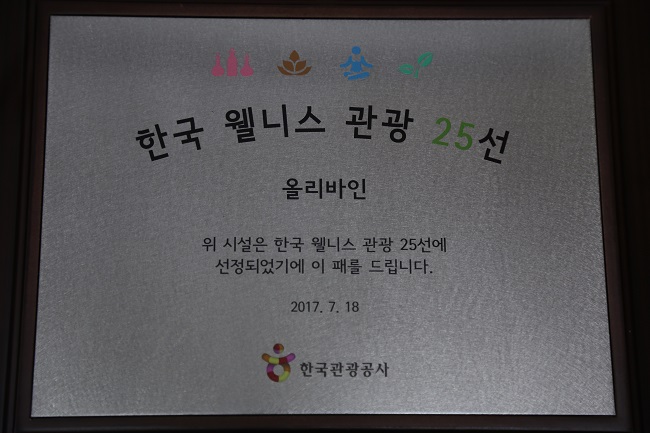 한국 웰니스 관광 25선
올리바인
위 시설은 한국 웰니스 관광 25선에
선정되었기에 이 패를 드립니다.
2017. 7. 18
한국관광공사